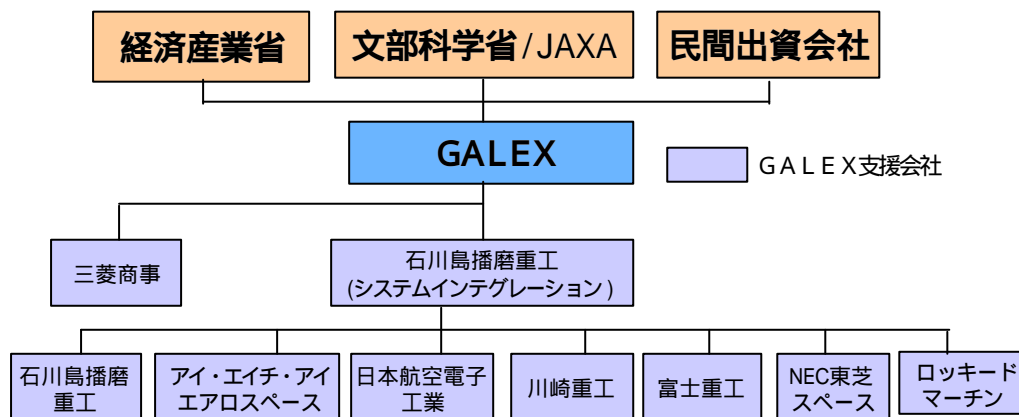 経済産業省
文部科学省/JAXA
民間出資会社
GALEX
GALEX支援会社
三菱商事
石川島播磨重工
(システムインテグレーション)
石川島播磨
重工
アイ・エイチ・アイ
エアロスペース
日本航空電子
工業
川崎重工
富士重工
NEC東芝
スペース
ロッキード
マーチン